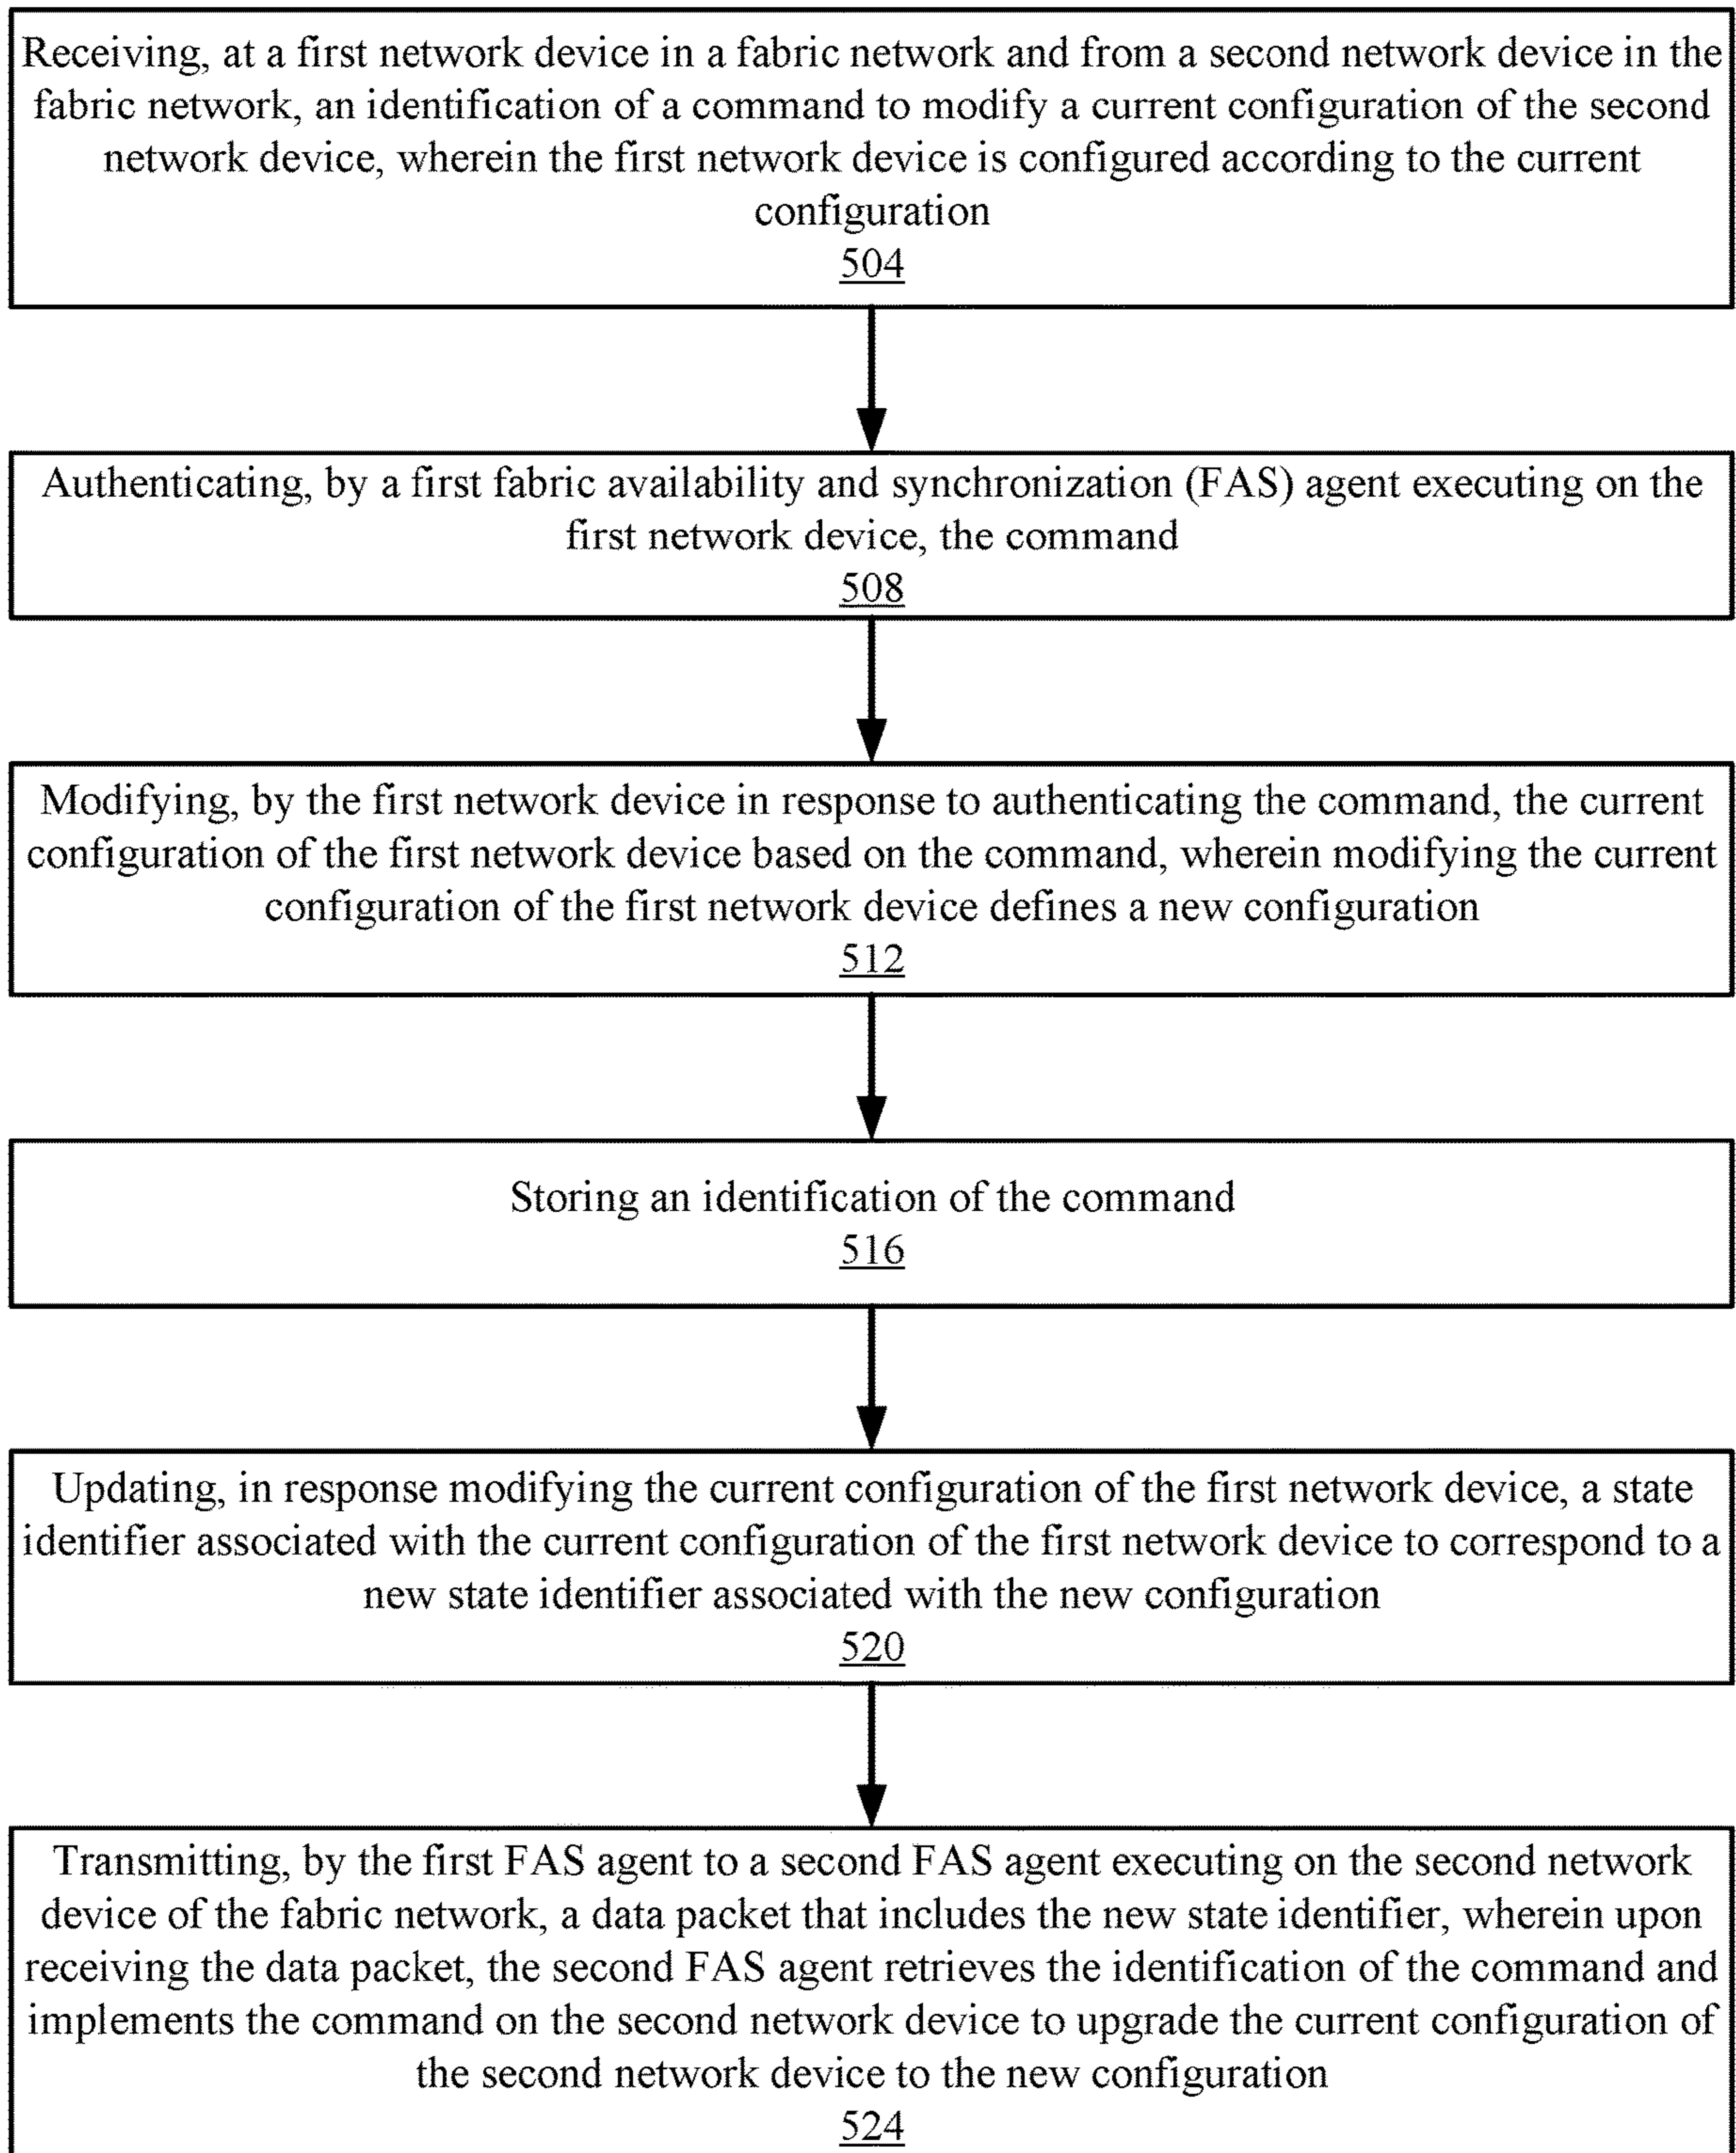 Receiving, at a first network device in a fabric network and from a second network device in the
fabric network, an identification of a command to modify a current configuration of the second
network device, wherein the first network device is configured according to the current
configuration
504
Authenticating, by a first fabric availability and synchronization (FAS) agent executing on the
first network device, the command
508
Modifying, by the first network device in response to authenticating the command, the current
configuration of the first network device based on the command, wherein modifying the current
configuration of the first network device defines a new configuration
512
Storing an identification of the command
516
Updating, in response modifying the current configuration of the first network device, a state
identifier associated with the current configuration of the first network device to correspond to a
new state identifier associated with the new configuration
520
Transmitting, by the first FAS agent to a second FAS agent executing on the second network
device of the fabric network, a data packet that includes the new state identifier, wherein upon
receiving the data packet, the second FAS agent retrieves the identification of the command and
implements the command on the second network device to upgrade the current configuration of
the second network device to the new configuration
524